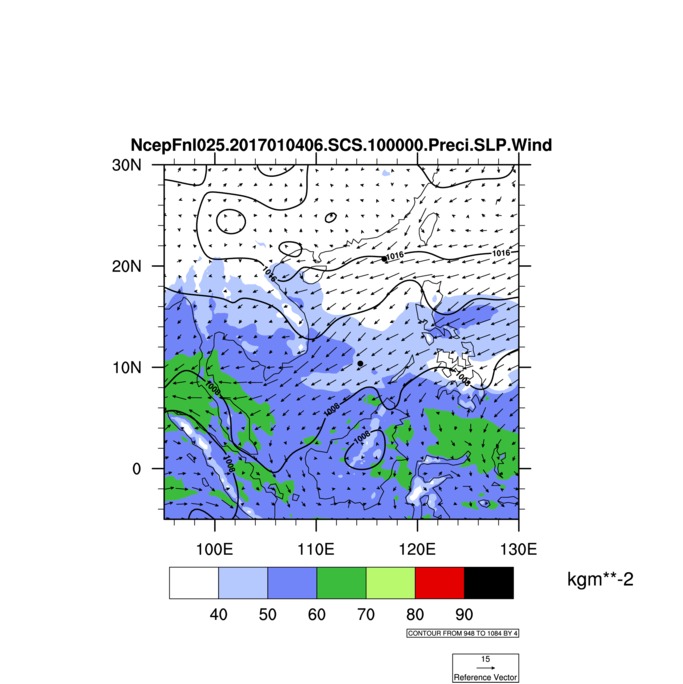 NcepFnl025.2017010406.SCS.100000.Preci.SLP.Wind
30N
20N
10N
0
1016
1016
1016
1008
1008
1008
1008
1008
100E
110E
120E
130E
kgm**-2
40
50
60
70
80
90
CONTOUR FROM 948 TO 1084 BY 4
15
Reference Vector